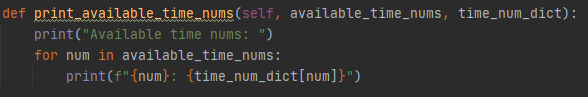 def print_available_time_nums(self, available_time_nums, time_num_dict):
    print("Available time nums: ")
    for num in available_time_nums:
        print(f"{num}: {time_num_dict[num]}")